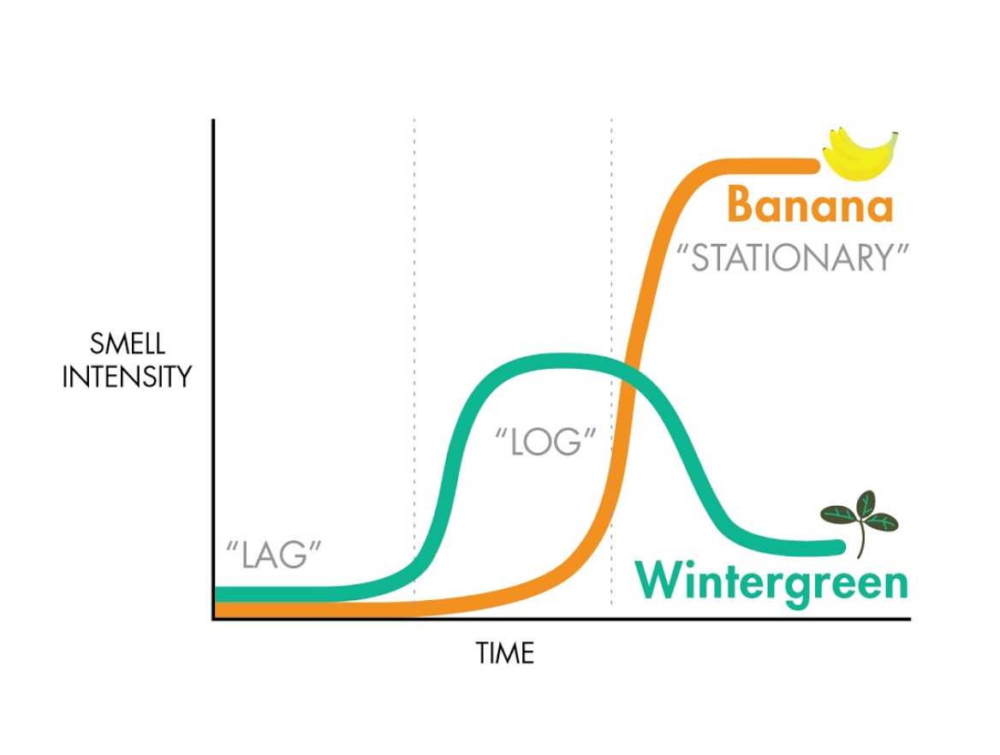 Banana
“STATIONARY”
SMELL
INTENSITY
“LOG”
“LAG”
Wintergreen
TIME